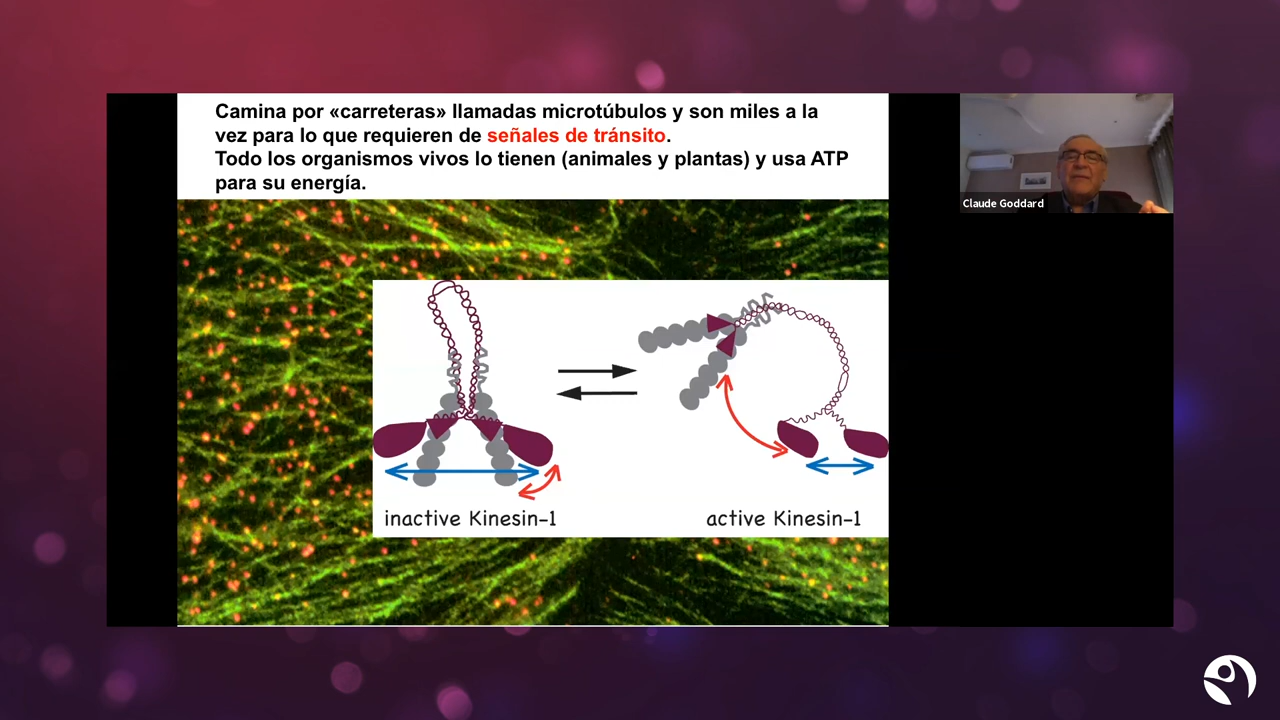 Camina por «carreteras» llamadas microtúbulos y son miles a la
vez para lo que requieren de señales de tránsito.
Todo los organismos vivos lo tienen (animales y plantas) y usa ATP
para su energía.
Claude Goddard
inactive Kinesin-1
active Kinesin-1